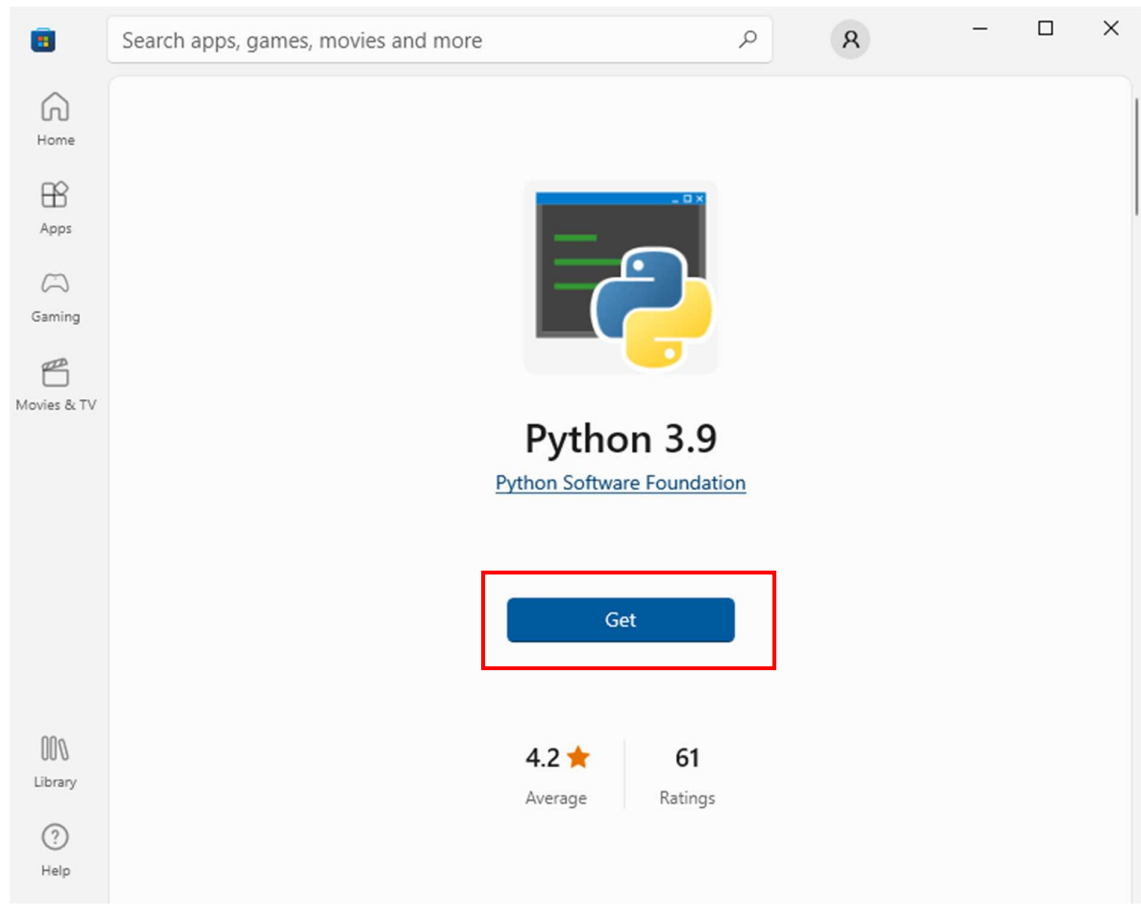 Search apps, games, movies and more
Home
Apps
Gaming
Movies & TV
Python 3.9
Python Software Foundation
Get
4.2
61
Average
Ratings
Library
Help